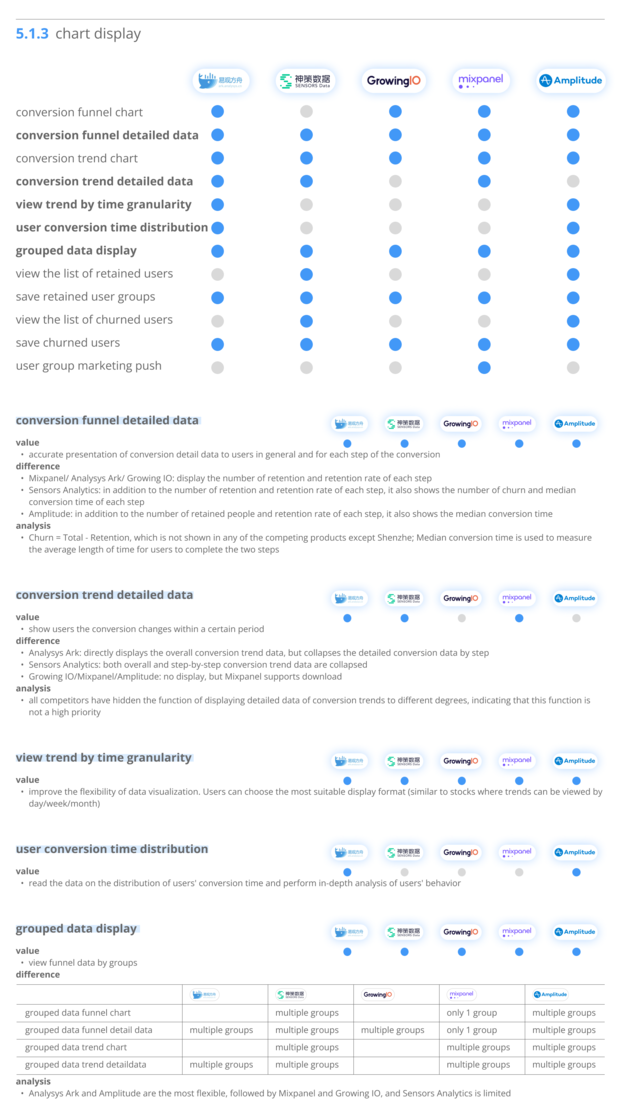 5.1.3 chart display
易观方舟 神策数据 SENSORS Data GrowingIO mixpanel Amplitude
conversion funnel chart
conversion funnel detailed data
conversion trend chart
conversion trend detailed data
view trend by time granularity
user conversion time distribution
grouped data display
view the list of retained users
save retained user groups
view the list of churned users
save churned users
user group marketing push
conversion funnel detailed data
易观方舟 神策数据 SENSORS Data GrowingIO mixpanel Amplitude
value
• accurate presentation of conversion detail data to users in general and for each step of the conversion
difference
• Mixpanel/ Analysys Ark/ Growing IO: display the number of retention and retention rate of each step
• Sensors Analytics: in addition to the number of retention and retention rate of each step, it also shows the number of churn and median
conversion time of each step
• Amplitude: in addition to the number of retained people and retention rate of each step, it also shows the median conversion time
analysis
• Churn = Total - Retention, which is not shown in any of the competing products except Shenzhe; Median conversion time is used to measure
the average length of time for users to complete the two steps
conversion trend detailed data
易观方舟 神策数据 SENSORS Data GrowingIO mixpanel Amplitude
value
• show users the conversion changes within a certain period
difference
• Analysys Ark: directly displays the overall conversion trend data, but collapses the detailed conversion data by step
• Sensors Analytics: both overall and step-by-step conversion trend data are collapsed
• Growing IO/Mixpanel/Amplitude: no display, but Mixpanel supports download
analysis
• all competitors have hidden the function of displaying detailed data of conversion trends to different degrees, indicating that this function is
not a high priority
view trend by time granularity
易观方舟 神策数据 SENSORS Data GrowingIO mixpanel Amplitude
value
• improve the flexibility of data visualization. Users can choose the most suitable display format (similar to stocks where trends can be viewed by
day/week/month)
user conversion time distribution
易观方舟 神策数据 SENSORS Data GrowingIO mixpanel Amplitude
value
• read the data on the distribution of users' conversion time and perform in-depth analysis of users' behavior
grouped data display
易观方舟 神策数据 SENSORS Data GrowingIO mixpanel Amplitude
value
• view funnel data by groups
difference
易观方舟 神策数据 SENSORS Data GrowingIO mixpanel Amplitude
grouped data funnel chart multiple groups only 1 group multiple groups
grouped data funnel detail data multiple groups multiple groups multiple groups only 1 group multiple groups
grouped data trend chart multiple groups multiple groups multiple groups
grouped data trend detaildata multiple groups multiple groups multiple groups multiple groups
analysis
• Analysys Ark and Amplitude are the most flexible, followed by Mixpanel and Growing IO, and Sensors Analytics is limited